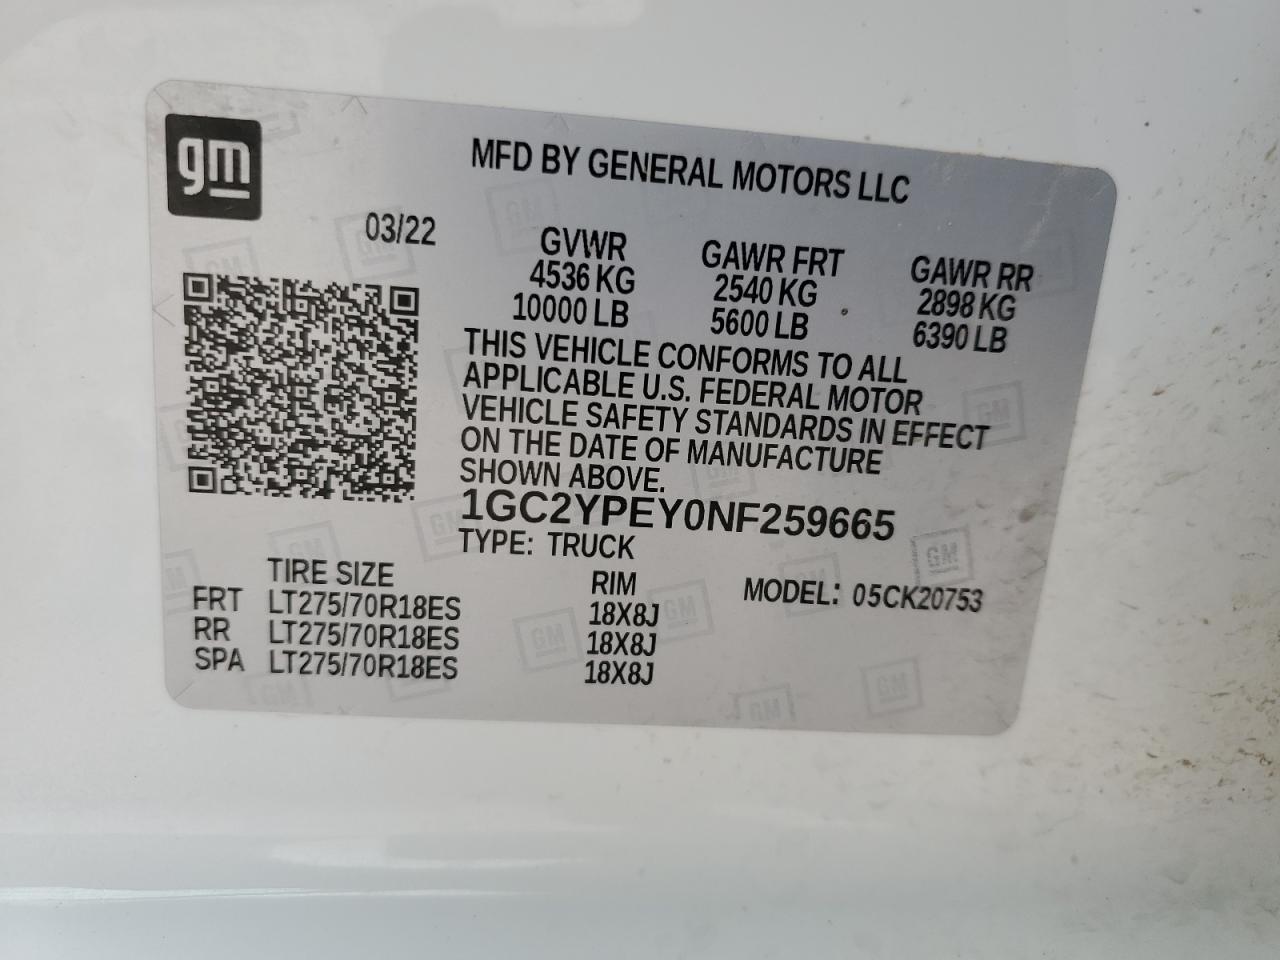 gm
MFD BY GENERAL MOTORS LLC
03/22
GVWR GAWR FRT GAWR RR
4536 KG 2540 KG 2898 KG
10000 LB 5600 LB 6390 LB
THIS VEHICLE CONFORMS TO ALL
APPLICABLE U.S. FEDERAL MOTOR
VEHICLE SAFETY STANDARDS IN EFFECT
ON THE DATE OF MANUFACTURE
SHOWN ABOVE.
1GC2YPEY0NF259665
TYPE: TRUCK
TIRE SIZE RIM MODEL: 05CK20753
FRT LT275/70R18ES 18X8J
RR LT275/70R18ES 18X8J
SPA LT275/70R18ES 18X8J